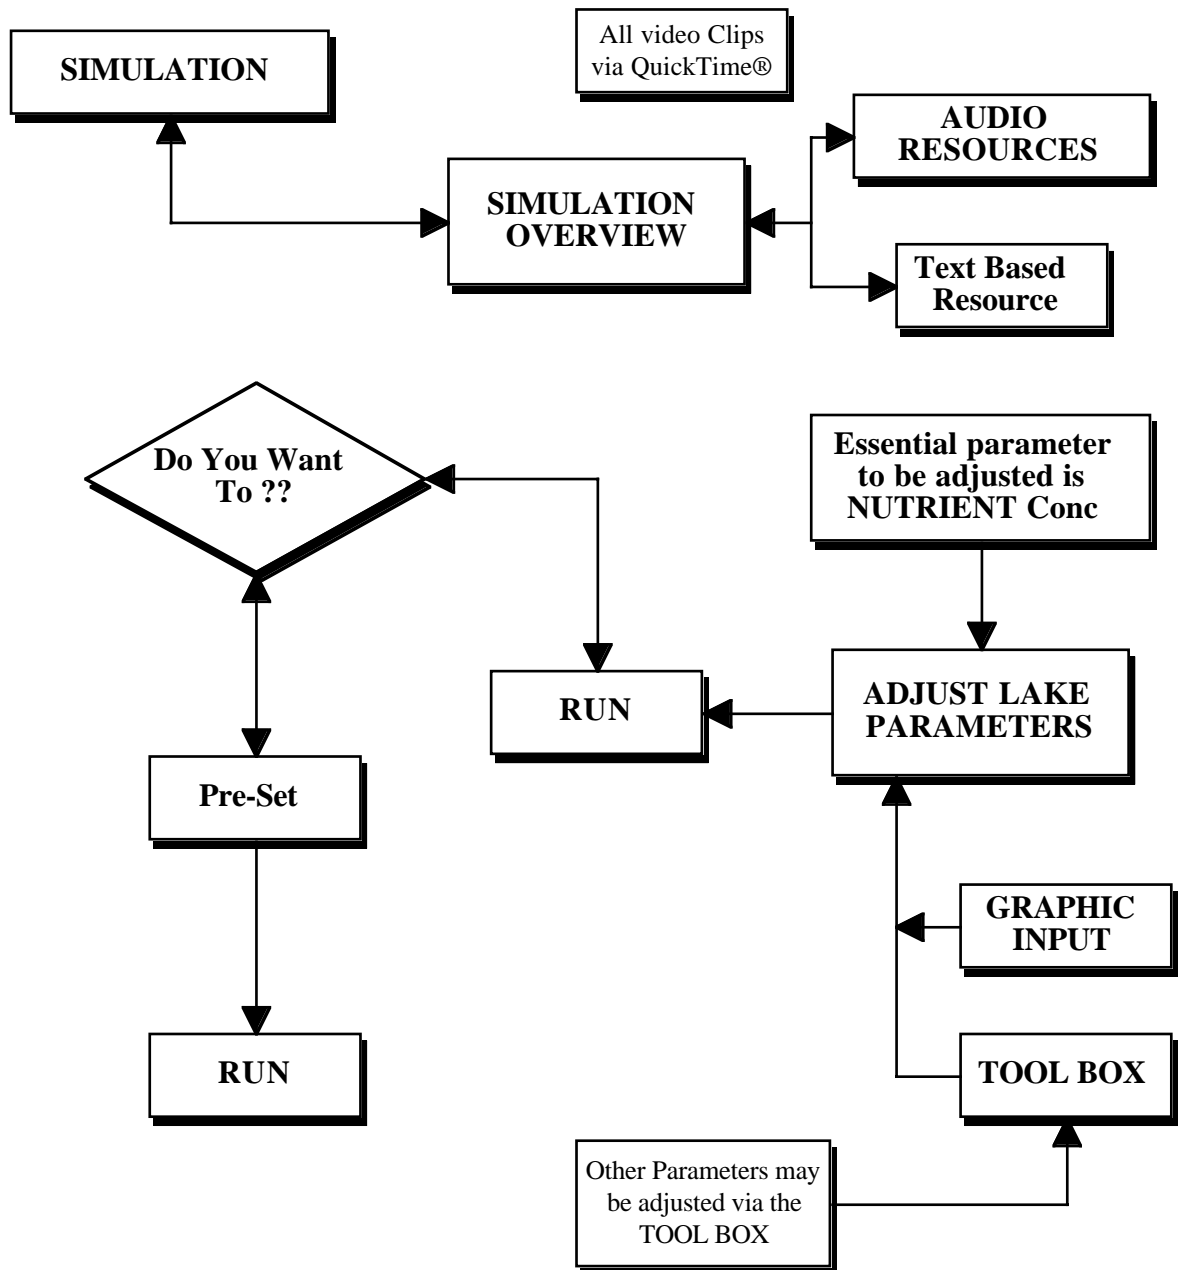 SIMULATION
All video Clips
via QuickTime®
AUDIO
RESOURCES
SIMULATION
OVERVIEW
Text Based
Resource
Do You Want
To ??
Essential parameter
to be adjusted is
NUTRIENT Conc
RUN
ADJUST LAKE
PARAMETERS
Pre-Set
GRAPHIC
INPUT
RUN
TOOL BOX
Other Parameters may
be adjusted via the
TOOL BOX